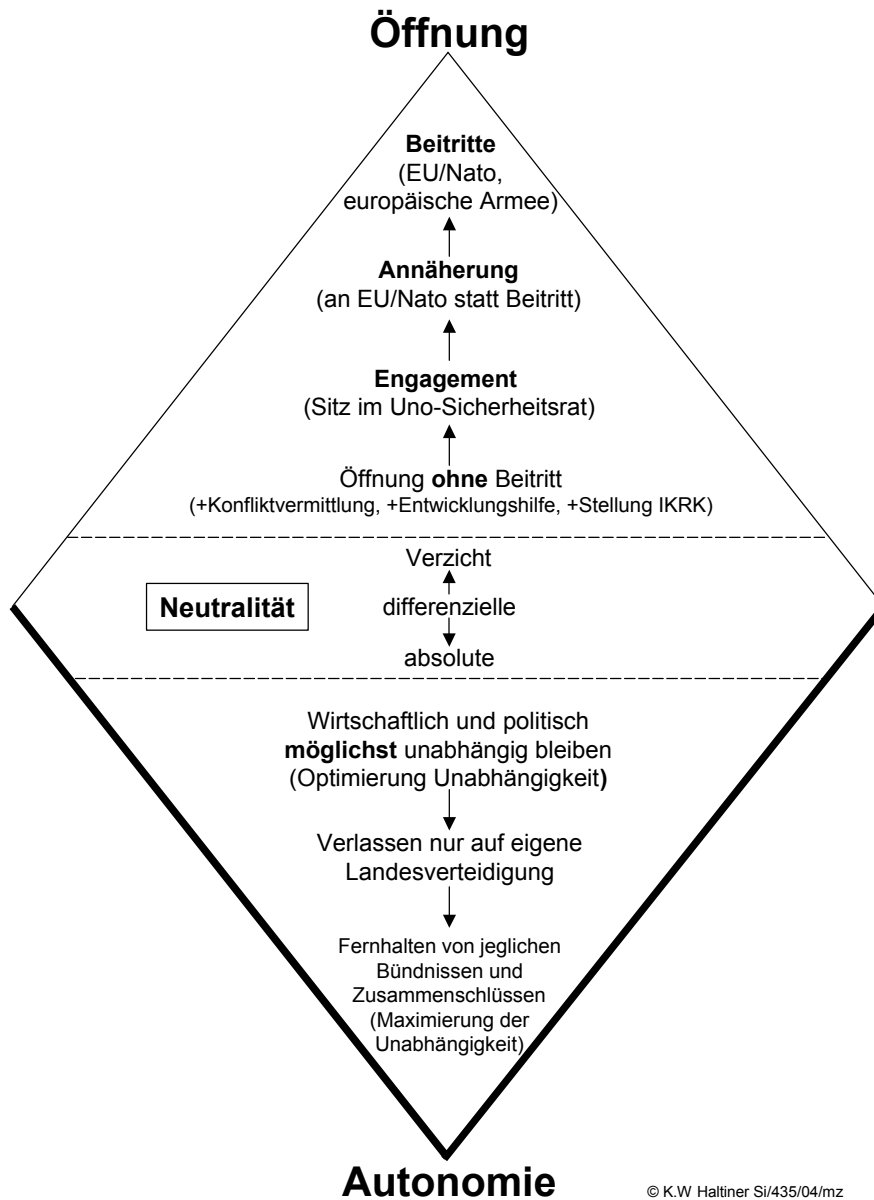 Öffnung
Beitritte
(EU/Nato,
europäische Armee)
Annäherung
(an EU/Nato statt Beitritt)
Engagement
(Sitz im Uno-Sicherheitsrat)
Öffnung ohne Beitritt
(+Konfliktvermittlung, +Entwicklungshilfe, +Stellung IKRK)
Verzicht
Neutralität
differenzielle
absolute
Wirtschaftlich und politisch
möglichst unabhängig bleiben
(Optimierung Unabhängigkeit)
Verlassen nur auf eigene
Landesverteidigung
Fernhalten von jeglichen
Bündnissen und
Zusammenschlüssen
(Maximierung der
Unabhängigkeit)
Autonomie
© K.W Haltiner Si/435/04/mz